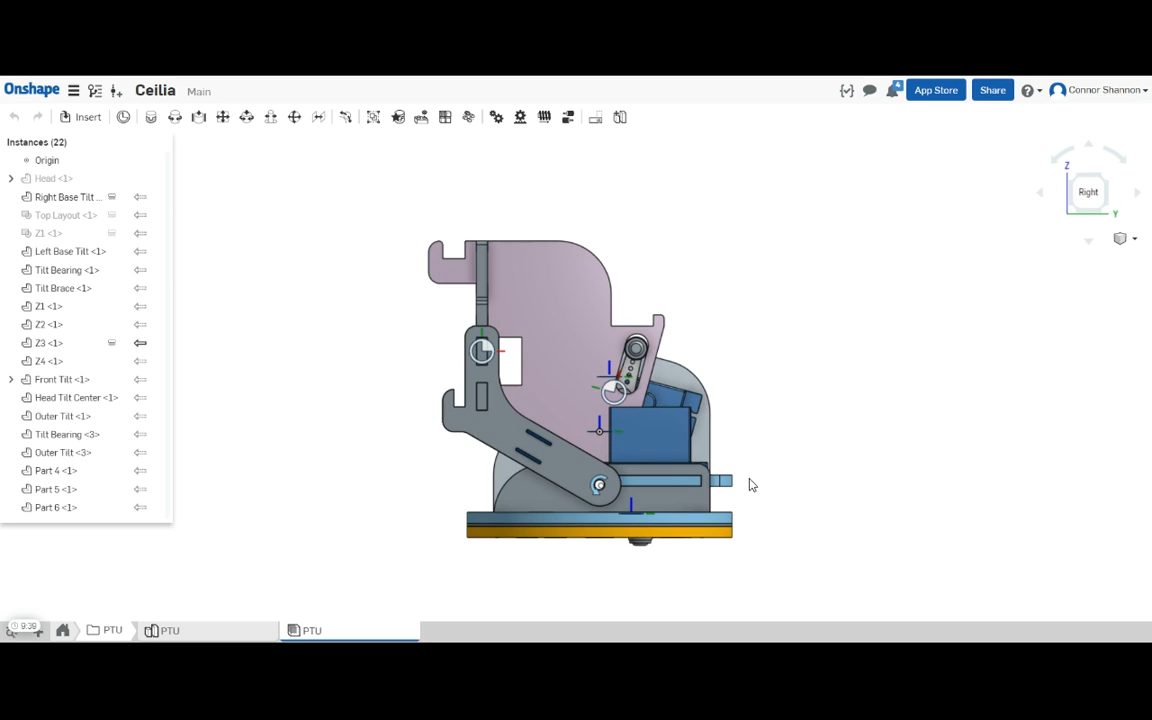 Onshape Ceilia Main 4 App Store Share Connor Shannon
Insert
Instances (22)
Origin
Head <1>
Right Base Tilt ...
Top Layout <1>
Z1 <1>
Left Base Tilt <1>
Tilt Bearing <1>
Tilt Brace <1>
Z1 <1>
Z2 <1>
Z3 <1>
Z4 <1>
Front Tilt <1>
Head Tilt Center <1>
Outer Tilt <1>
Tilt Bearing <3>
Outer Tilt <3>
Part 4 <1>
Part 5 <1>
Part 6 <1>
Z
Right
Y
9:39
PTU PTU PTU